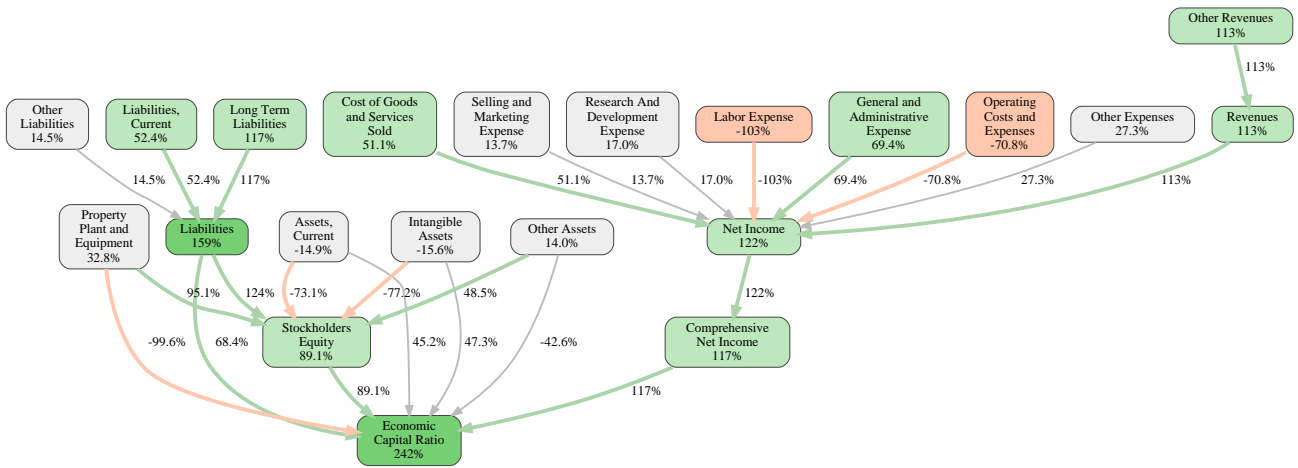 Other Revenues
113%
113%
Other
Liabilities
14.5%
Liabilities,
Current
52.4%
Long Term
Liabilities
117%
Cost of Goods
and Services
Sold
51.1%
Selling and
Marketing
Expense
13.7%
Research And
Development
Expense
17.0%
Labor Expense
-103%
General and
Administrative
Expense
69.4%
Operating
Costs and
Expenses
-70.8%
Other Expenses
27.3%
Revenues
113%
14.5%
52.4%
117%
51.1%
13.7%
17.0%
-103%
69.4%
-70.8%
27.3%
113%
Property
Plant and
Equipment
32.8%
Liabilities
159%
Assets,
Current
-14.9%
Intangible
Assets
-15.6%
Other Assets
14.0%
Net Income
122%
95.1%
124%
-73.1%
-77.2%
48.5%
122%
-99.6%
68.4%
Stockholders
Equity
89.1%
45.2%
47.3%
-42.6%
Comprehensive
Net Income
117%
89.1%
117%
Economic
Capital Ratio
242%